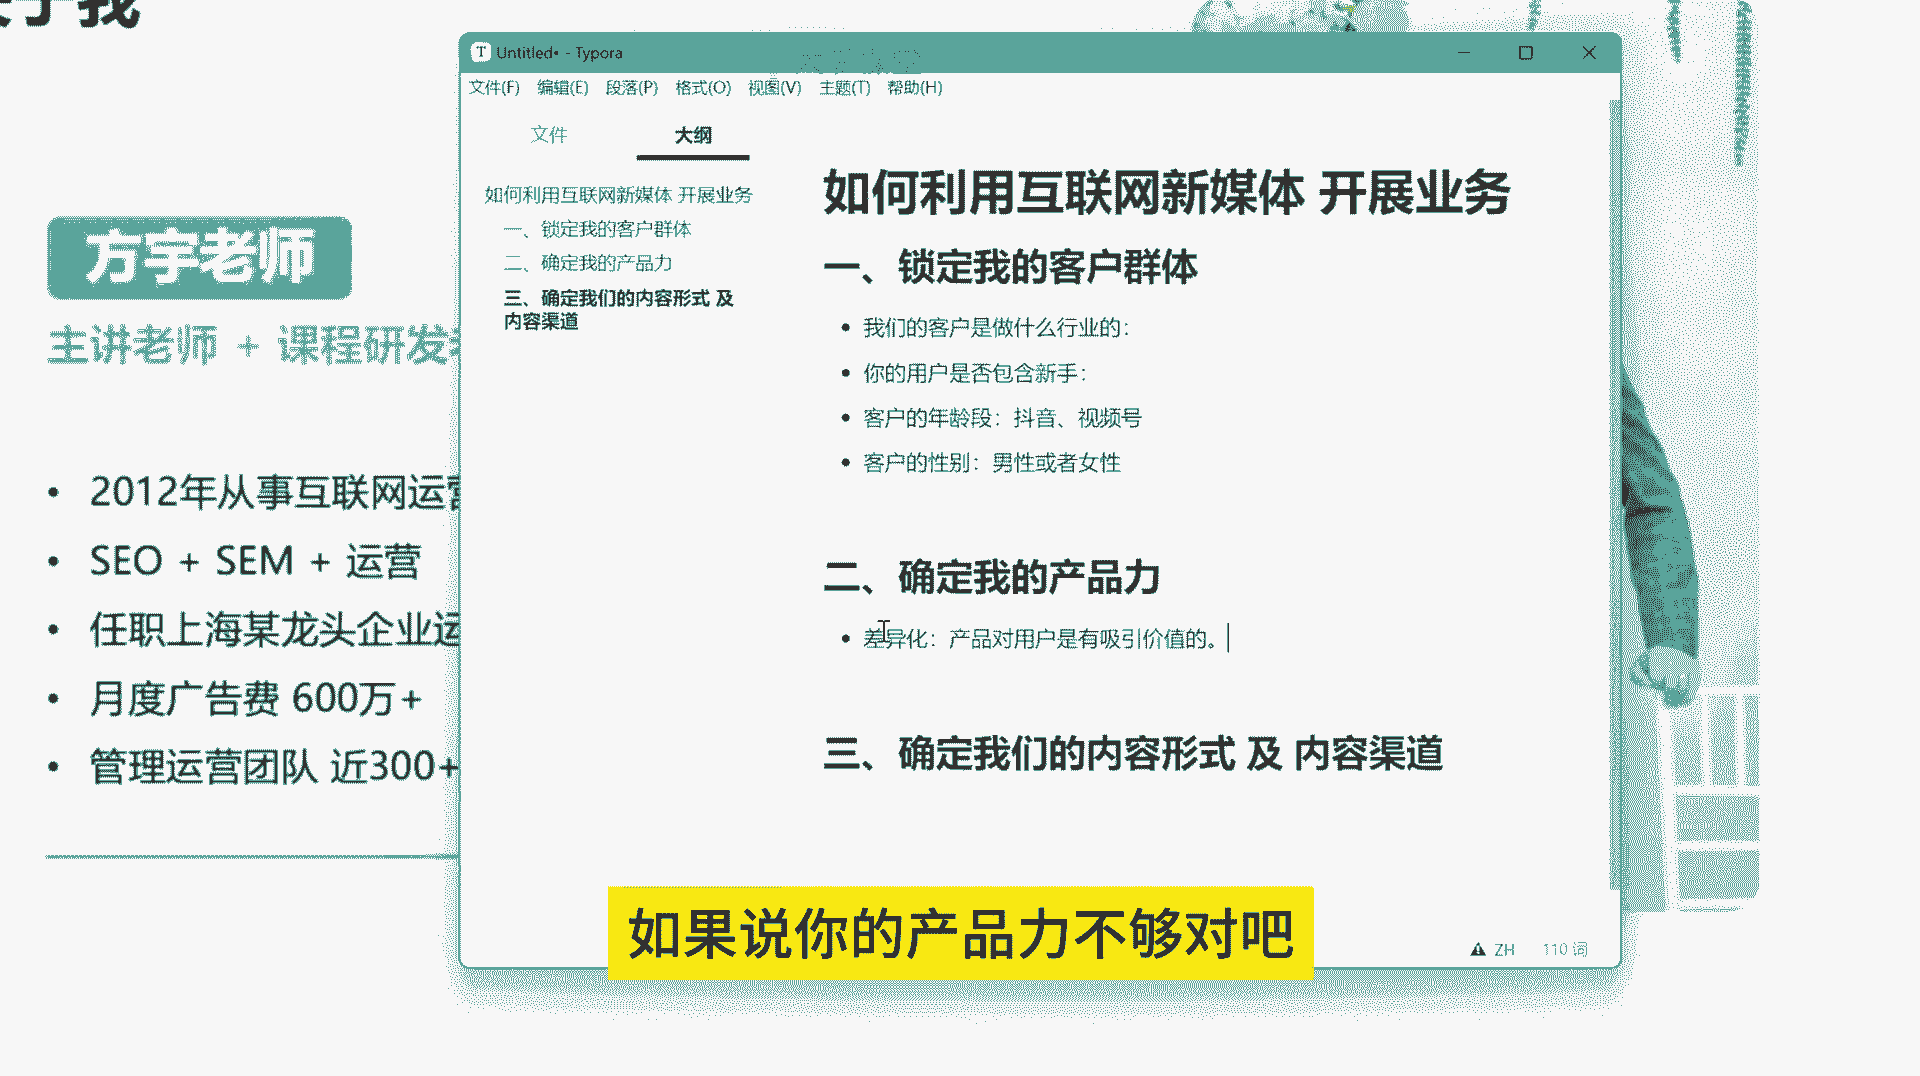 于我
方宇老师
主讲老师 + 课程研发
2012年从事互联网运营
SEO + SEM + 运营
任职上海某龙头企业运
月度广告费 600万+
管理运营团队 近300+
Untitled• - Typora
文件(F) 编辑(E) 段落(P) 格式(O) 视图(V) 主题(T) 帮助(H)
文件 大纲
如何利用互联网新媒体 开展业务
一、锁定我的客户群体
二、确定我的产品力
三、确定我们的内容形式 及
内容渠道
如何利用互联网新媒体 开展业务
一、锁定我的客户群体
我们的客户是做什么行业的：
你的用户是否包含新手：
客户的年龄段：抖音、视频号
客户的性别：男性或者女性
二、确定我的产品力
差异化：产品对用户是有吸引价值的。
三、确定我们的内容形式 及 内容渠道
ZH 110 词
如果说你的产品力不够对吧